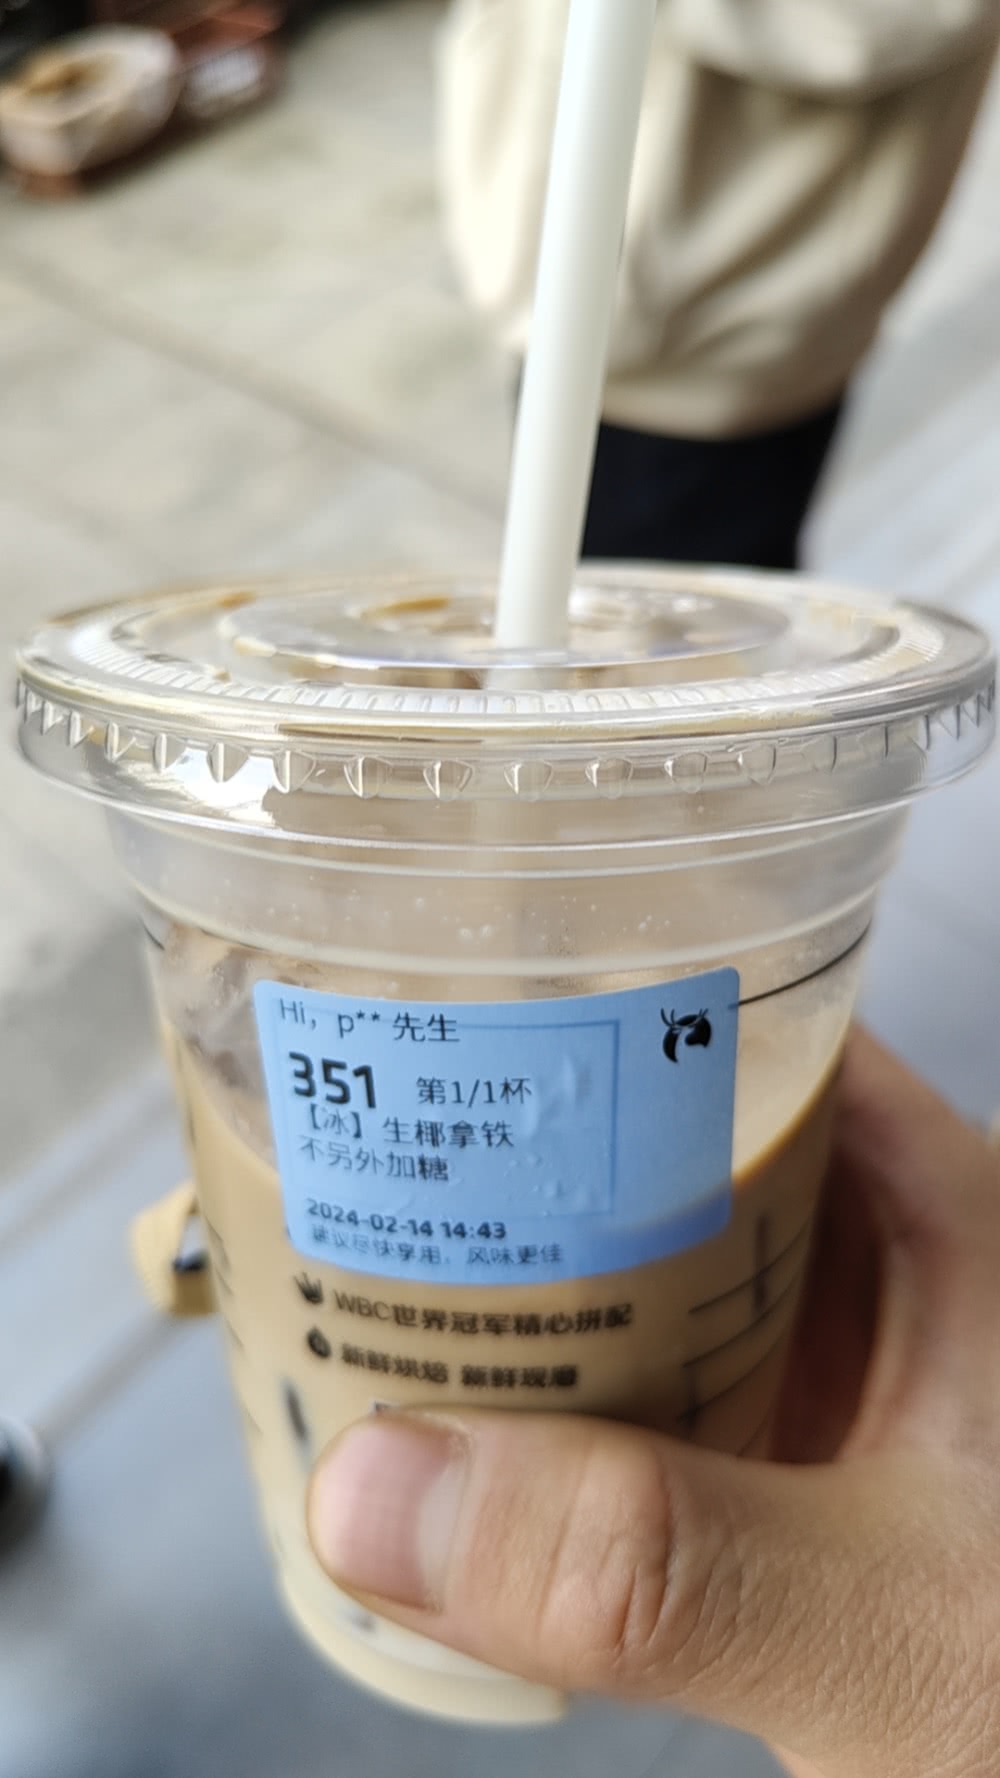 Hi，p** 先生
351 第1/1杯
【冰】生椰拿铁
不另外加糖
2024-02-14 14:43
建议尽快享用，风味更佳
WBC世界冠军精心拼配
新鲜烘焙 新鲜现磨